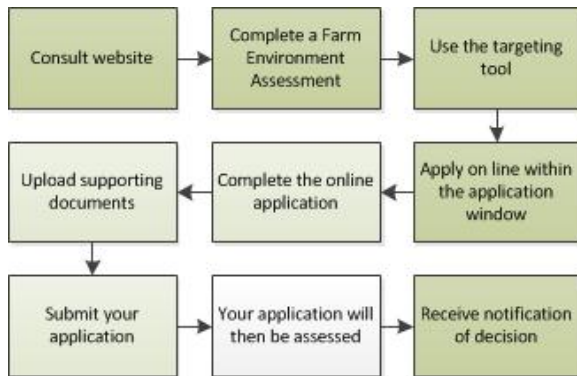 Consult website
Complete a Farm
Environment
Assessment
Use the targeting
tool
Upload supporting
documents
Complete the online
application
Apply on line within
the application
window
Submit your
application
Your application will
then be assessed
Receive notification
of decision